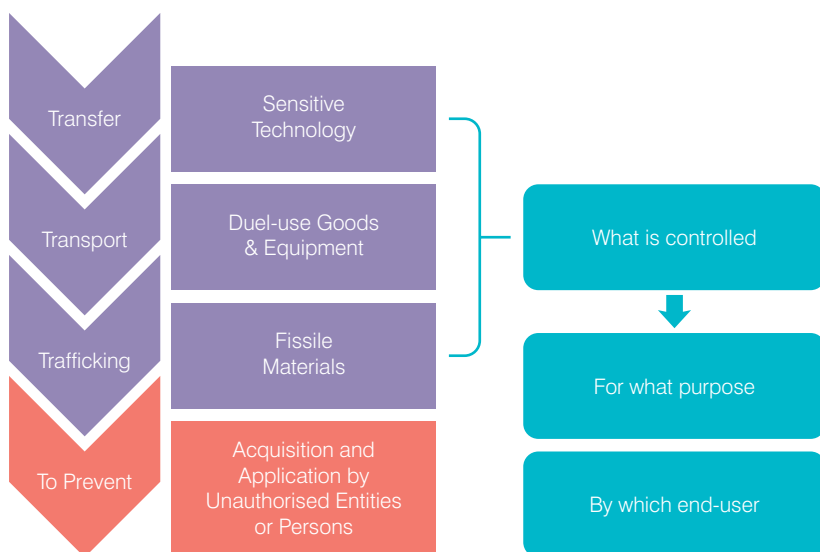 Transfer
Sensitive
Technology
Transport
Duel-use Goods
& Equipment
Trafficking
Fissile
Materials
To Prevent
Acquisition and
Application by
Unauthorised Entities
or Persons
What is controlled
For what purpose
By which end-user